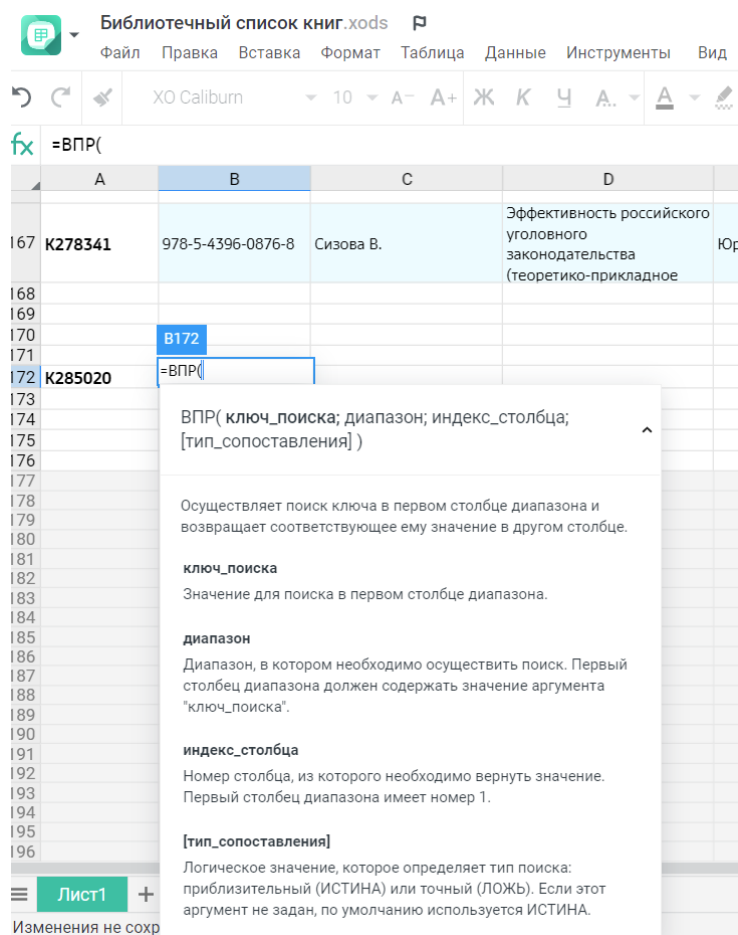 Библиотечный список книг.xods
Файл Правка Вставка Формат Таблица Данные Инструменты Вид
XO Caliburn 10 A− A+ Ж К Ч А.. А
fx =ВПР(
A B C D
167 К278341 978-5-4396-0876-8 Сизова В. Эффективность российского
уголовного
законодательства
(теоретико-прикладное
Юр
168
169
170
B172
171
172 К285020 =ВПР(
173
174
175
176
177
178
179
180
181
182
183
184
185
186
187
188
189
190
191
192
193
194
195
196
ВПР( ключ_поиска; диапазон; индекс_столбца;
[тип_сопоставления] )
Осуществляет поиск ключа в первом столбце диапазона и
возвращает соответствующее ему значение в другом столбце.
ключ_поиска
Значение для поиска в первом столбце диапазона.
диапазон
Диапазон, в котором необходимо осуществить поиск. Первый
столбец диапазона должен содержать значение аргумента
"ключ_поиска".
индекс_столбца
Номер столбца, из которого необходимо вернуть значение.
Первый столбец диапазона имеет номер 1.
[тип_сопоставления]
Логическое значение, которое определяет тип поиска:
приблизительный (ИСТИНА) или точный (ЛОЖЬ). Если этот
аргумент не задан, по умолчанию используется ИСТИНА.
Лист1 +
Изменения не сохр